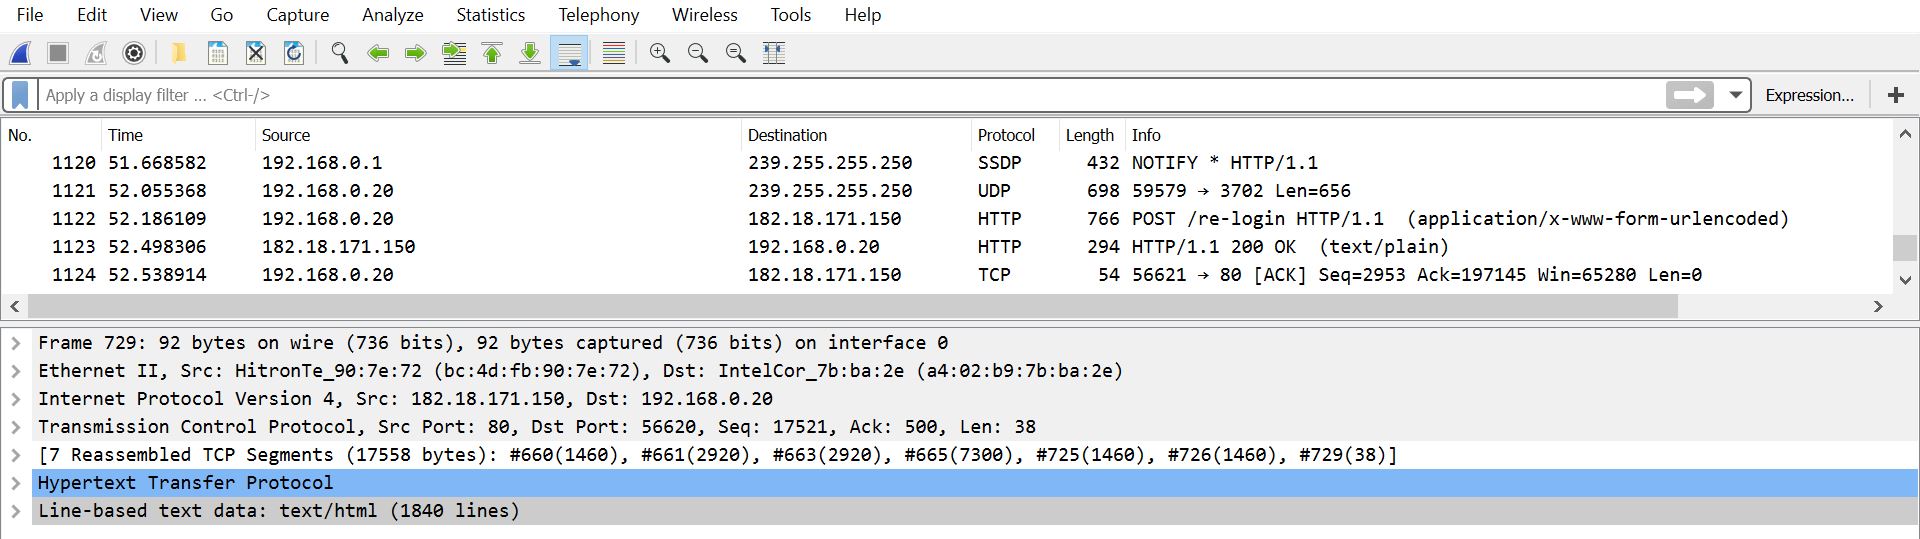 File Edit View Go Capture Analyze Statistics Telephony Wireless Tools Help
Apply a display filter ... <Ctrl-/> Expression...
No. Time Source Destination Protocol Length Info
1120 51.668582 192.168.0.1 239.255.255.250 SSDP 432 NOTIFY * HTTP/1.1
1121 52.055368 192.168.0.20 239.255.255.250 UDP 698 59579 → 3702 Len=656
1122 52.186109 192.168.0.20 182.18.171.150 HTTP 766 POST /re-login HTTP/1.1 (application/x-www-form-urlencoded)
1123 52.498306 182.18.171.150 192.168.0.20 HTTP 294 HTTP/1.1 200 OK (text/plain)
1124 52.538914 192.168.0.20 182.18.171.150 TCP 54 56621 → 80 [ACK] Seq=2953 Ack=197145 Win=65280 Len=0
Frame 729: 92 bytes on wire (736 bits), 92 bytes captured (736 bits) on interface 0
Ethernet II, Src: HitronTe_90:7e:72 (bc:4d:fb:90:7e:72), Dst: IntelCor_7b:ba:2e (a4:02:b9:7b:ba:2e)
Internet Protocol Version 4, Src: 182.18.171.150, Dst: 192.168.0.20
Transmission Control Protocol, Src Port: 80, Dst Port: 56620, Seq: 17521, Ack: 500, Len: 38
[7 Reassembled TCP Segments (17558 bytes): #660(1460), #661(2920), #663(2920), #665(7300), #725(1460), #726(1460), #729(38)]
Hypertext Transfer Protocol
Line-based text data: text/html (1840 lines)